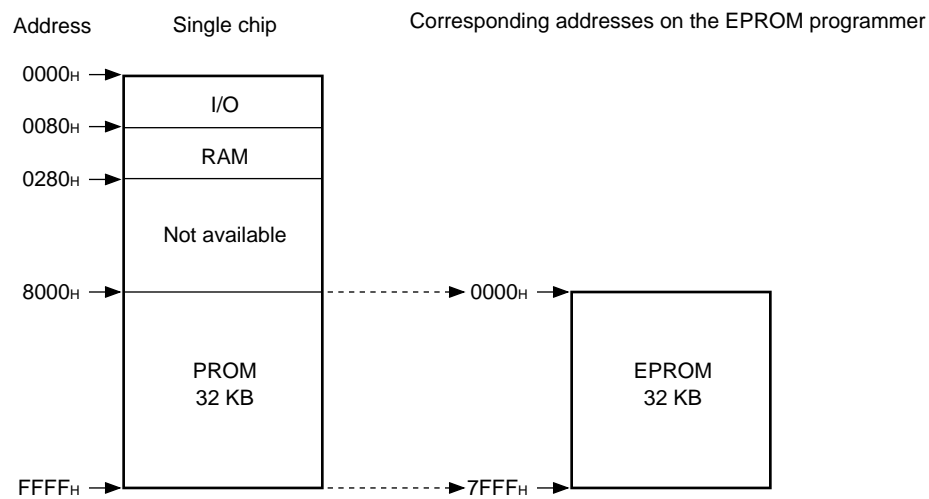 Address Single chip Corresponding addresses on the EPROM programmer
0000H
I/O
0080H
RAM
0280H
Not available
8000H 0000H
PROM EPROM
32 KB 32 KB
FFFFH 7FFFH